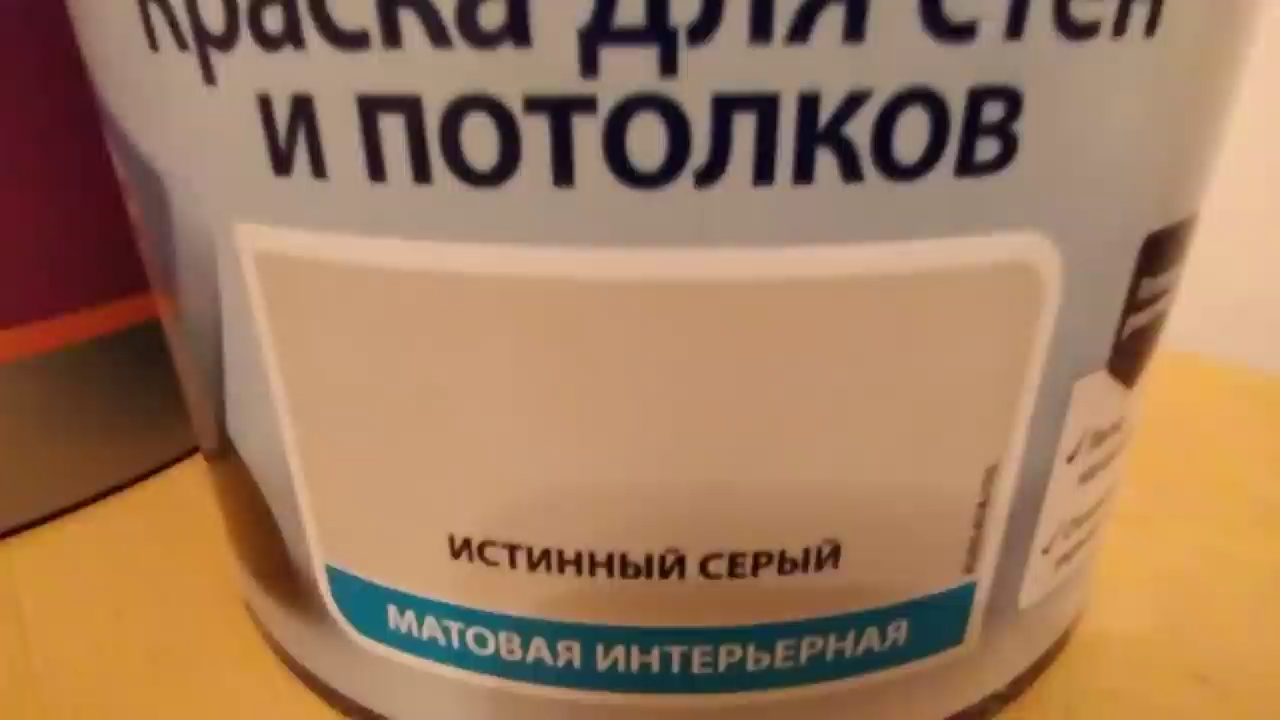 Краска для стен
и потолков
ИСТИННЫЙ СЕРЫЙ
МАТОВАЯ ИНТЕРЬЕРНАЯ